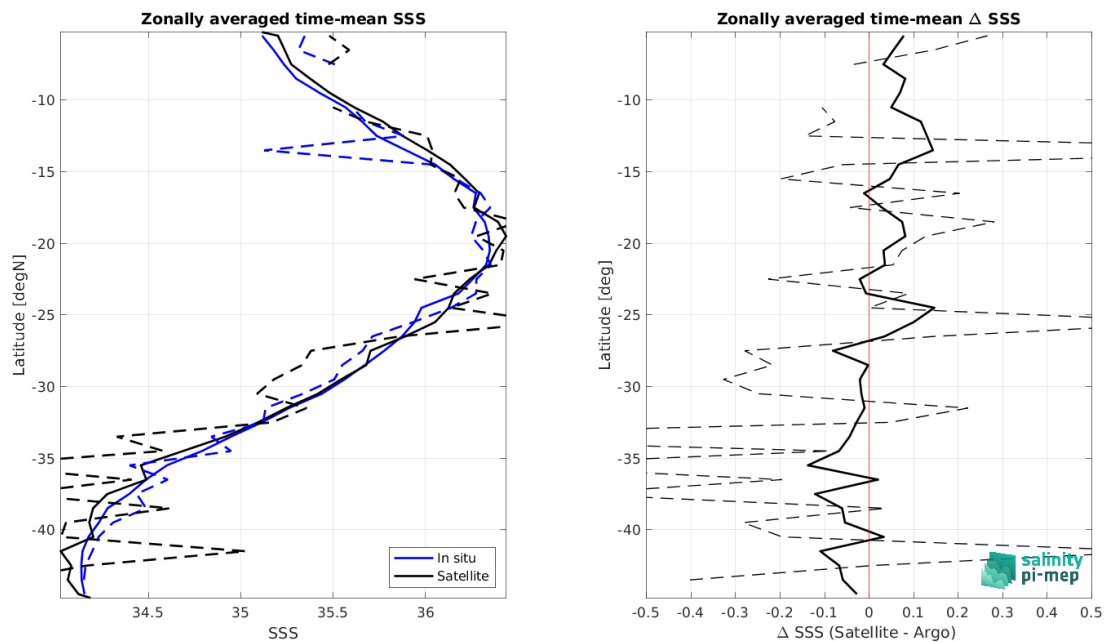 Zonally averaged time-mean SSS
-10
-15
-20
-25
-30
-35
-40
Latitude [degN]
34.5
35
35.5
36
SSS
In situ
Satellite
Zonally averaged time-mean Δ SSS
-10
-15
-20
-25
-30
-35
-40
Latitude [deg]
-0.5
-0.4
-0.3
-0.2
-0.1
0
0.1
0.2
0.3
0.4
0.5
Δ SSS (Satellite - Argo)
salinity
pi-mep